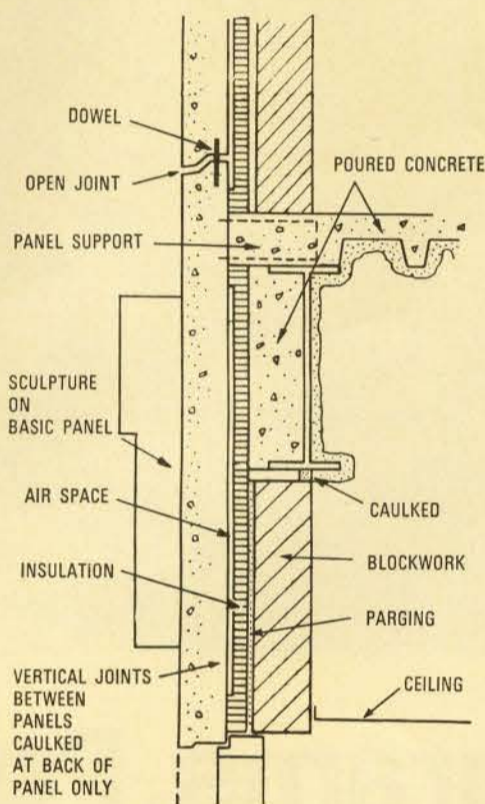 DOWEL
OPEN JOINT
POURED CONCRETE
PANEL SUPPORT
SCULPTURE
ON
BASIC PANEL
AIR SPACE
CAULKED
INSULATION
BLOCKWORK
PARGING
VERTICAL JOINTS
BETWEEN
PANELS
CAULKED
AT BACK OF
PANEL ONLY
CEILING